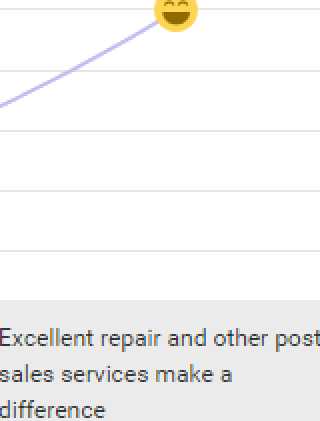 Excellent repair and other post
sales services make a
difference